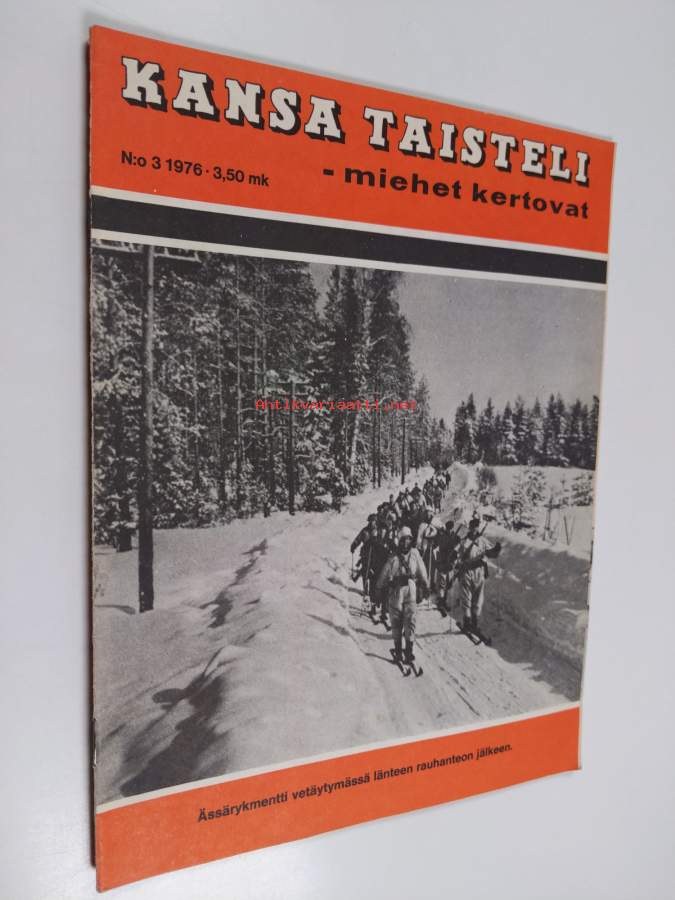 KANSA TAISTELI
N:o 3 1976 · 3,50 mk
- miehet kertovat
Antikvariaatti.net
Ässärykmentti vetäytymässä länteen rauhanteon jälkeen.